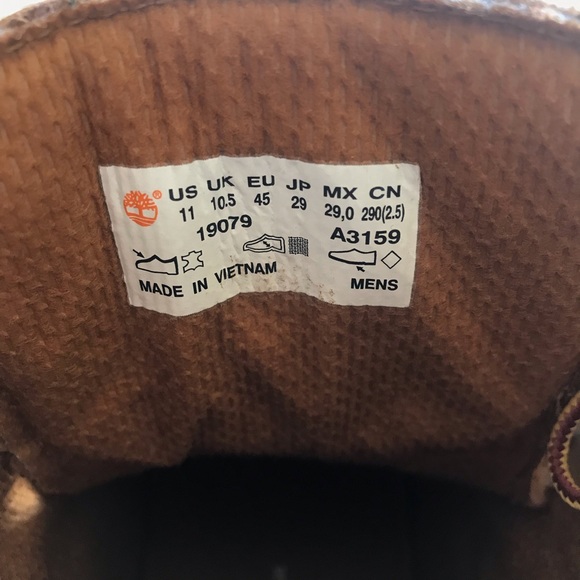 US UK EU JP MX CN
11 10.5 45 29 29,0 290(2.5)
19079 A3159
MADE IN VIETNAM MENS